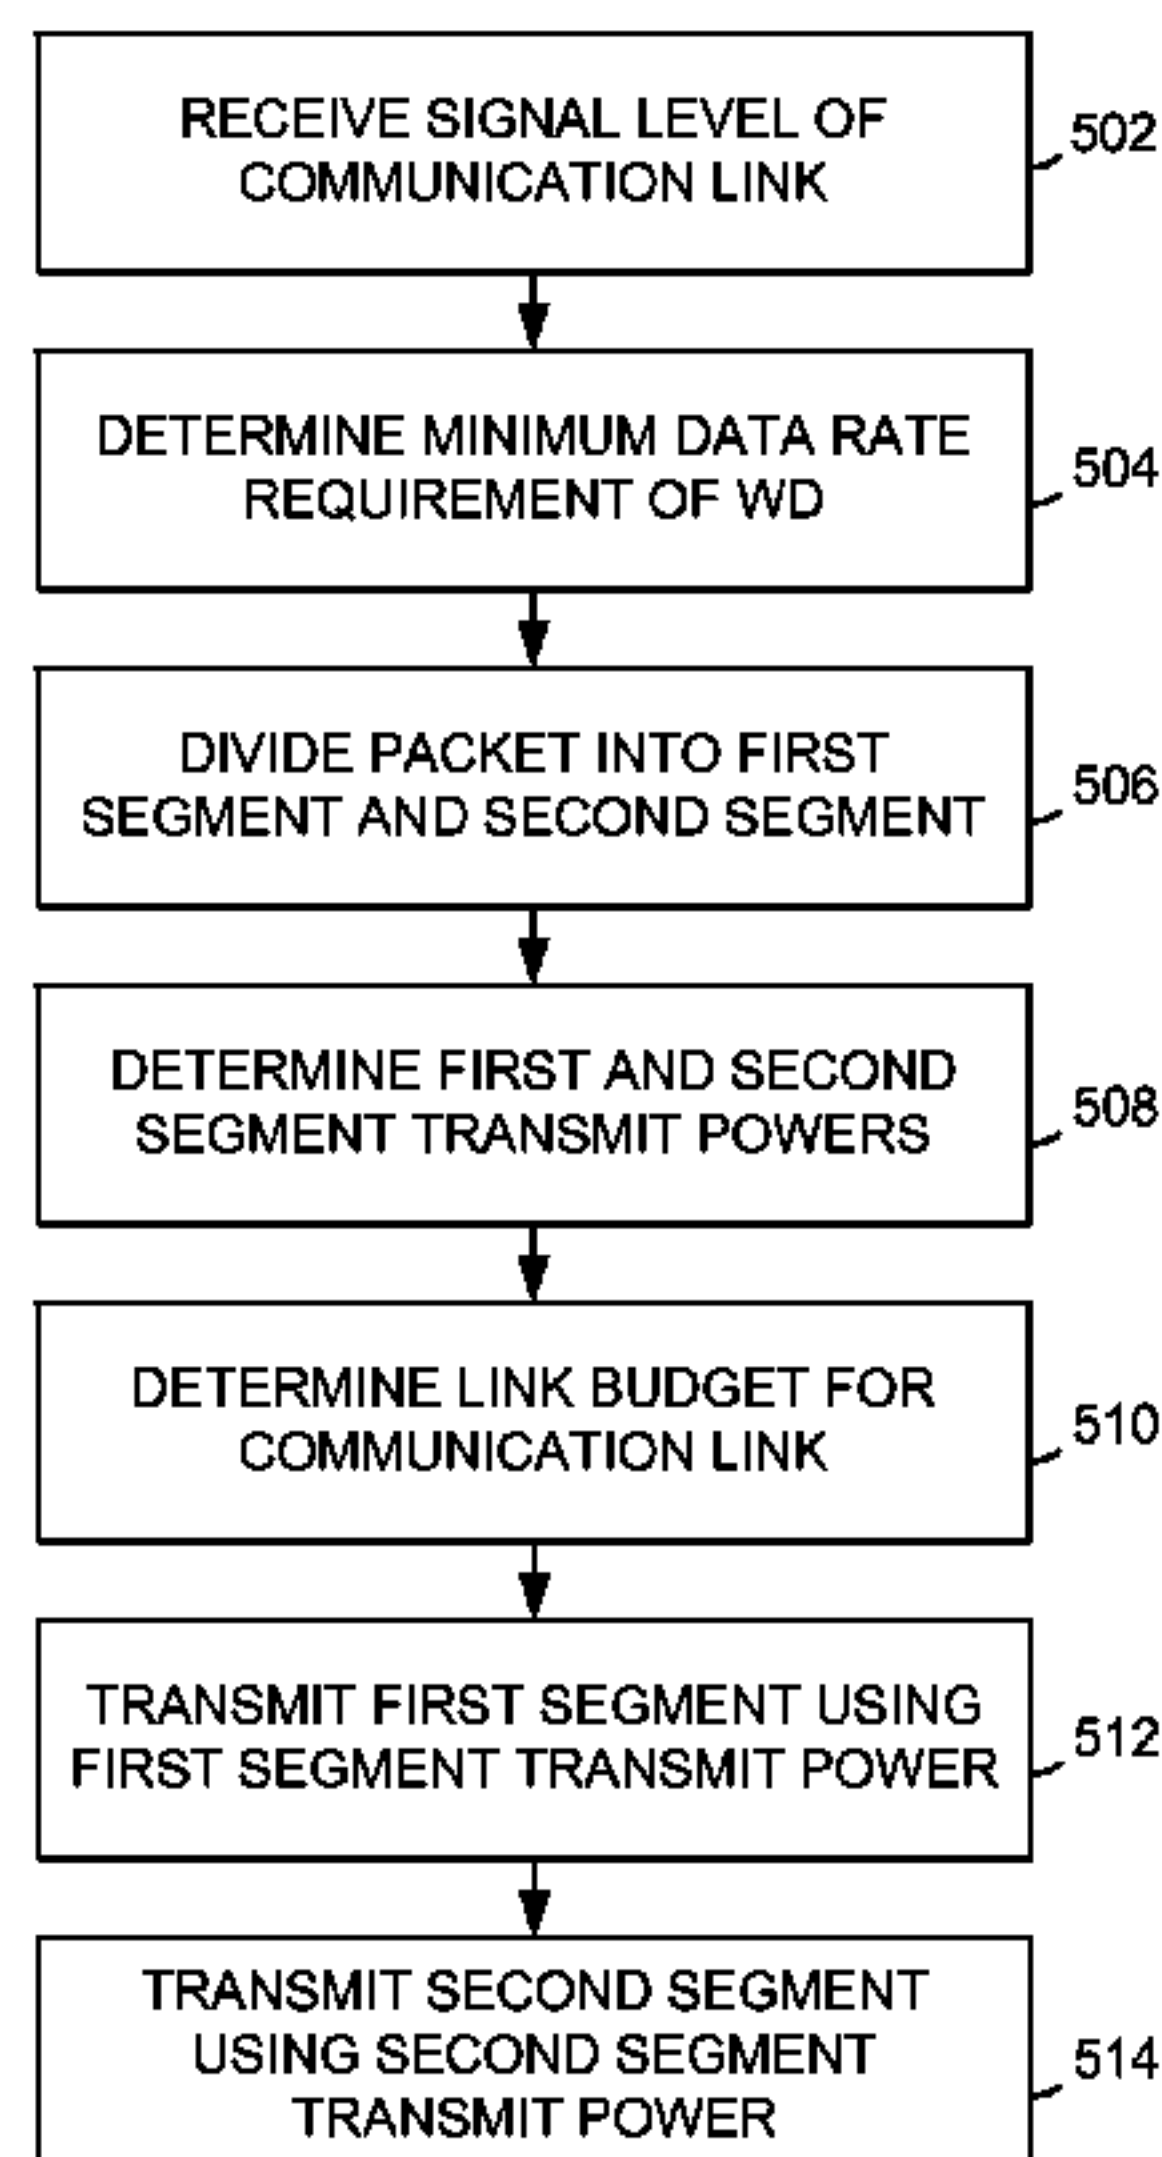 RECEIVE SIGNAL LEVEL OF
COMMUNICATION LINK
502
DETERMINE MINIMUM DATA RATE
REQUIREMENT OF WD
504
DIVIDE PACKET INTO FIRST
SEGMENT AND SECOND SEGMENT
506
DETERMINE FIRST AND SECOND
SEGMENT TRANSMIT POWERS
508
DETERMINE LINK BUDGET FOR
COMMUNICATION LINK
510
TRANSMIT FIRST SEGMENT USING
FIRST SEGMENT TRANSMIT POWER
512
TRANSMIT SECOND SEGMENT
USING SECOND SEGMENT
TRANSMIT POWER
514